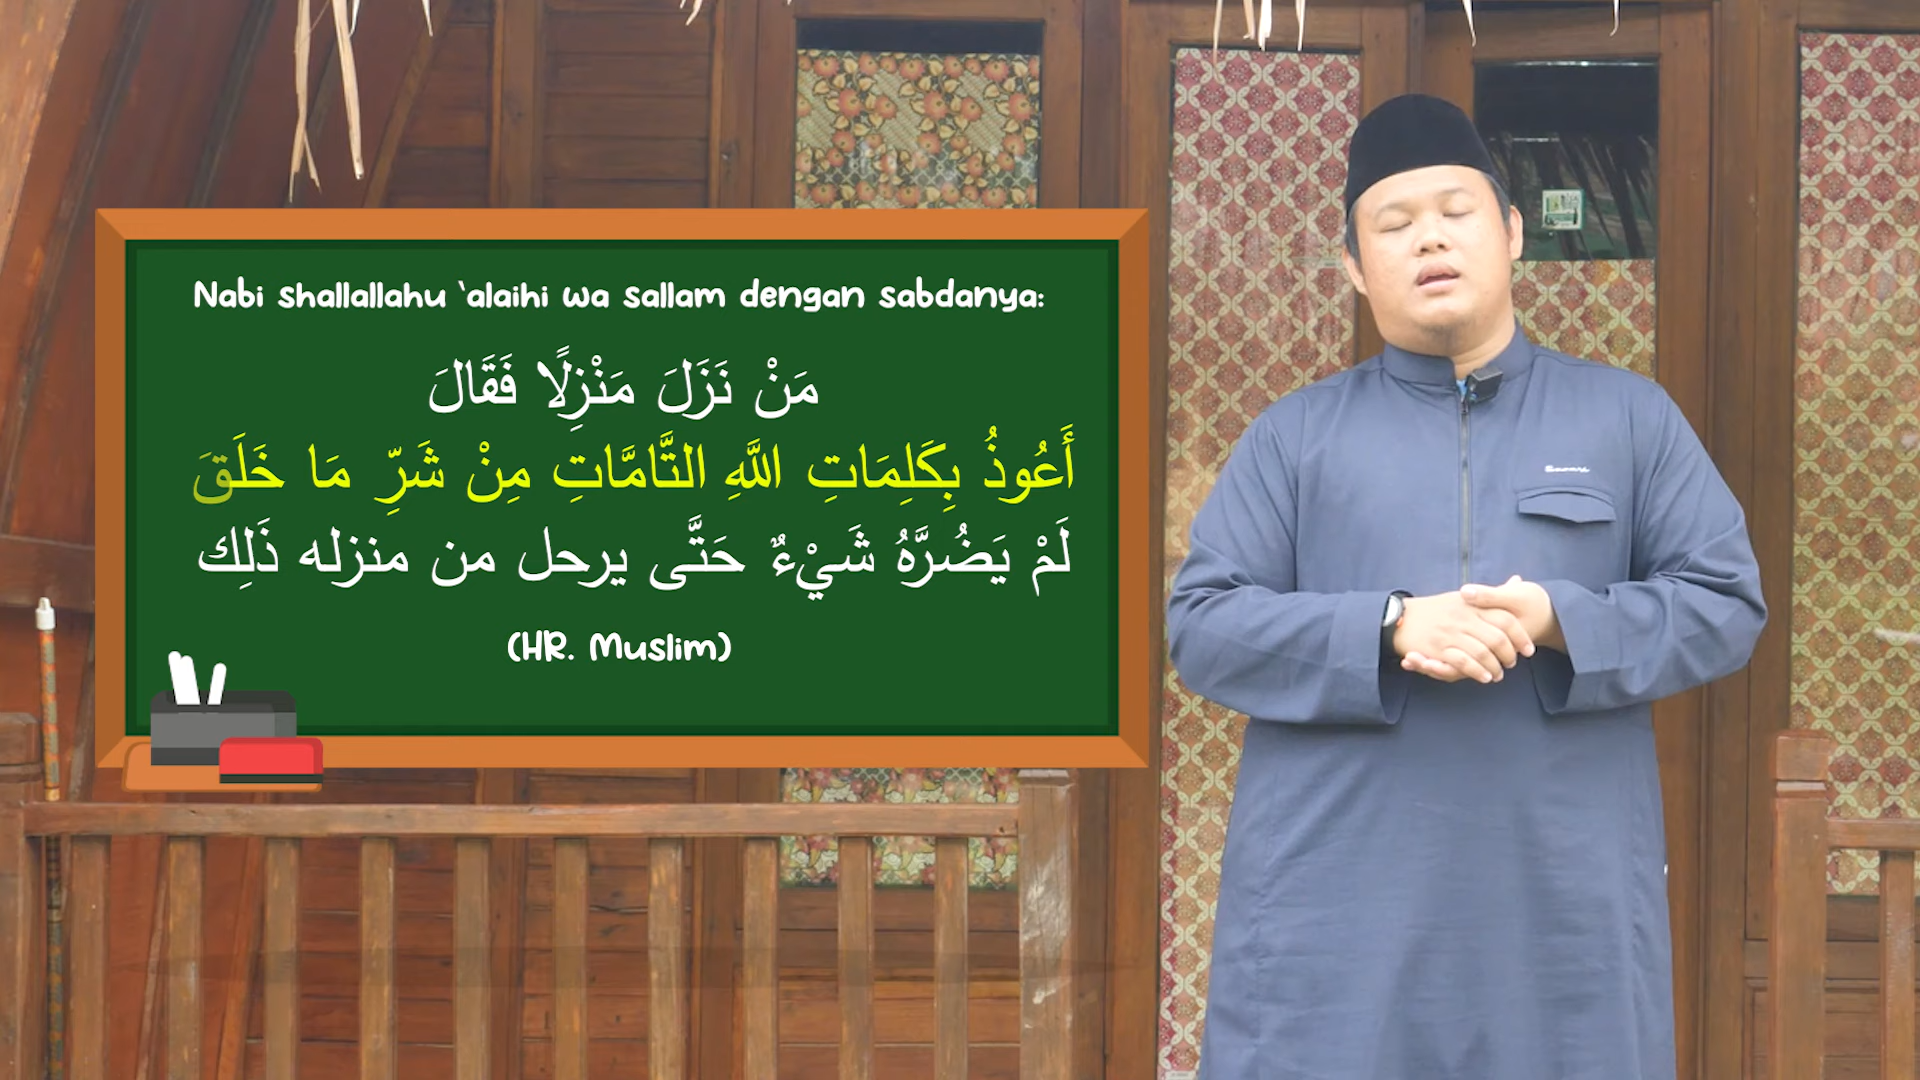 Nabi shallallahu 'alaihi wa sallam dengan sabdanya:
مَنْ نَزَلَ مَنْزِلًا فَقَالَ
أَعُوذُ بِكَلِمَاتِ اللَّهِ التَّامَّاتِ مِنْ شَرِّ مَا خَلَقَ
لَمْ يَضُرَّهُ شَيْءٌ حَتَّى يرحل من منزله ذَلِك
(HR. Muslim)